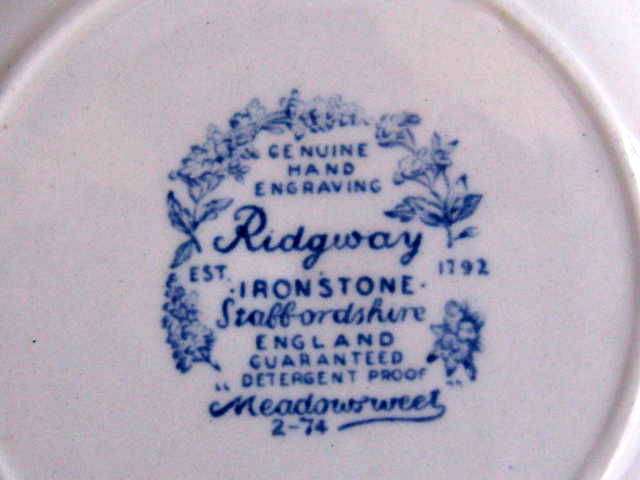 GENUINE
HAND
ENGRAVING
Ridgway
EST. 1792
·IRONSTONE·
Staffordshire
ENGLAND
GUARANTEED
DETERGENT PROOF
"Meadowsweet"
2-74